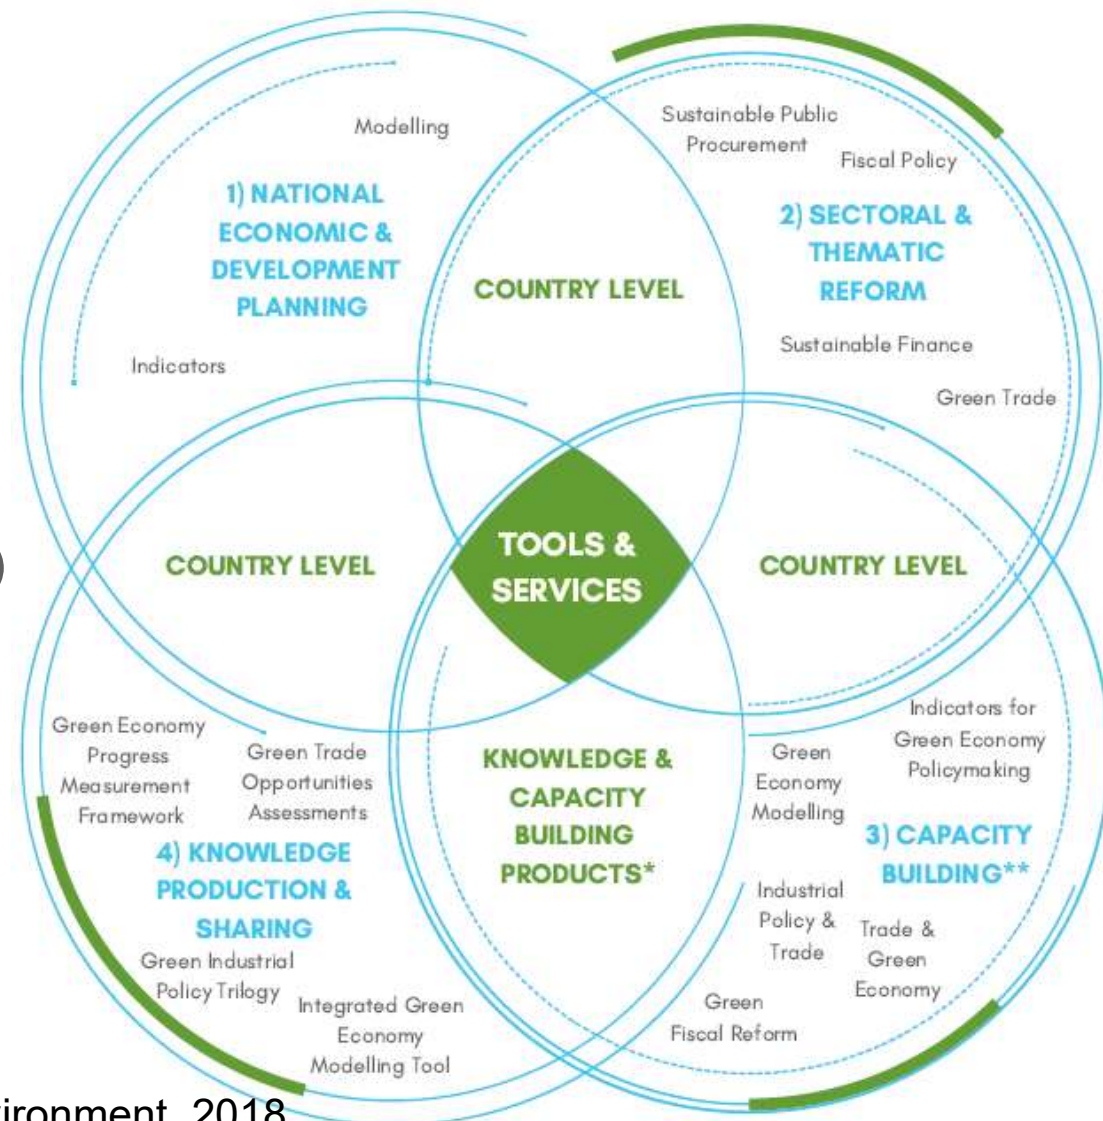 Modelling
1) NATIONAL
ECONOMIC &
DEVELOPMENT
PLANNING
Indicators
Sustainable Public
Procurement
Fiscal Policy
2) SECTORAL &
THEMATIC
REFORM
Sustainable Finance
Green Trade
COUNTRY LEVEL
COUNTRY LEVEL
TOOLS &
SERVICES
COUNTRY LEVEL
Green Economy
Progress
Measurement
Framework
Green Trade
Opportunities
Assessments
4) KNOWLEDGE
PRODUCTION &
SHARING
Green Industrial
Policy Trilogy
Integrated Green
Economy
Modelling Tool
KNOWLEDGE &
CAPACITY
BUILDING
PRODUCTS*
Indicators for
Green Economy
Policymaking
Green
Economy
Modelling
3) CAPACITY
BUILDING**
Industrial
Policy &
Trade
Trade &
Green
Economy
Green
Fiscal Reform
2018